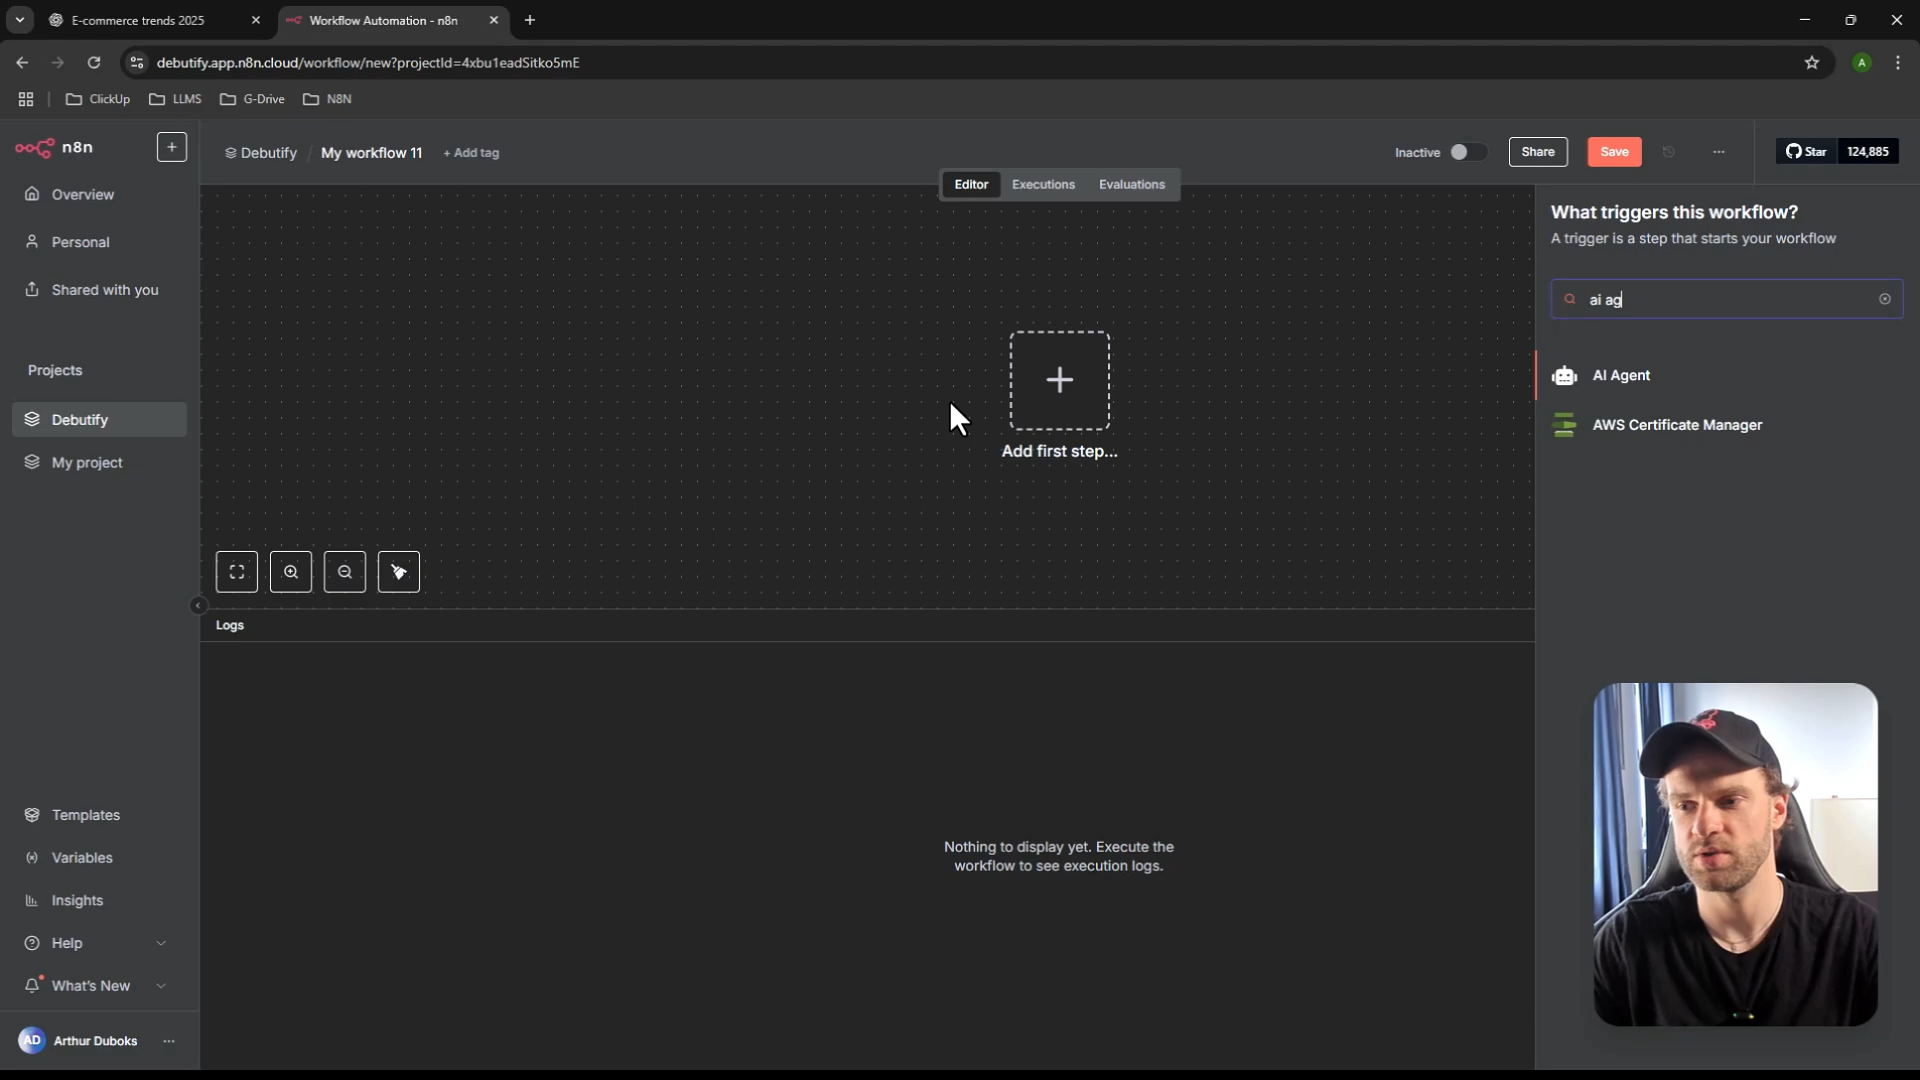 E-commerce trends 2025
Workflow Automation - n8n
debutify.app.n8n.cloud/workflow/new?projectId=4xbu1eadSitko5mE
A
ClickUp
LLMS
G-Drive
N8N
n8n
Debutify / My workflow 11 + Add tag
Inactive
Share
Save
Star 124,885
Editor
Executions
Evaluations
Overview
Personal
Shared with you
Projects
Debutify
My project
Templates
Variables
Insights
Help
What's New
AD Arthur Duboks
Add first step...
Logs
Nothing to display yet. Execute the
workflow to see execution logs.
What triggers this workflow?
A trigger is a step that starts your workflow
ai ag
AI Agent
AWS Certificate Manager